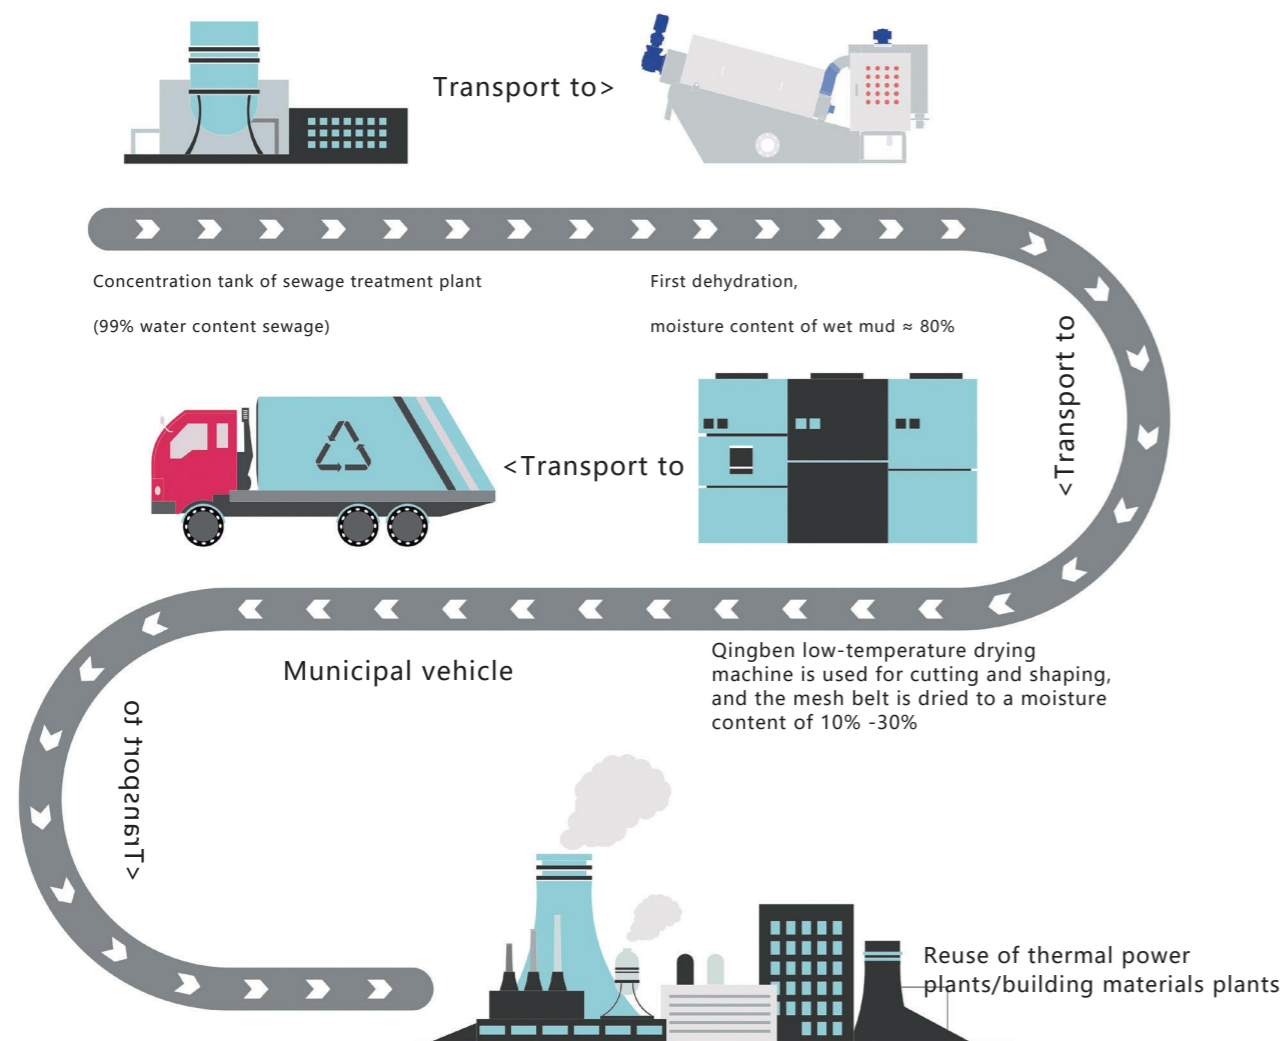 Transport to>
Concentration tank of sewage treatment plant
(99% water content sewage)
First dehydration,
moisture content of wet mud ≈ 80%
<Transport to
<Transport to
Municipal vehicle
Qingben low-temperature drying
machine is used for cutting and shaping,
and the mesh belt is dried to a moisture
content of 10% -30%
<Transport to
Reuse of thermal power
plants/building materials plants